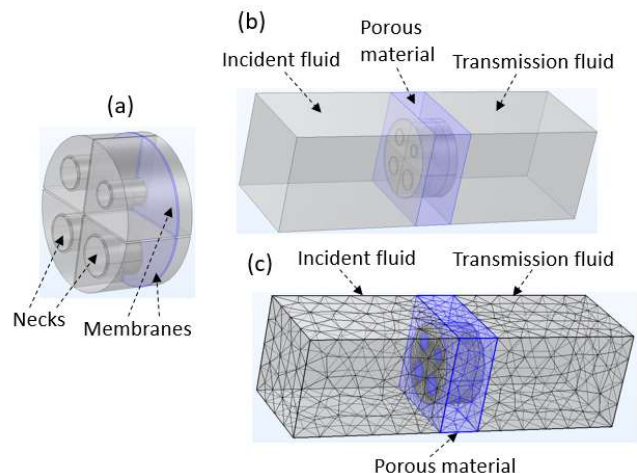 (a)
Necks
Membranes
(b)
Incident fluid
Porous
material
Transmission fluid
(c)
Incident fluid
Transmission fluid
Porous material